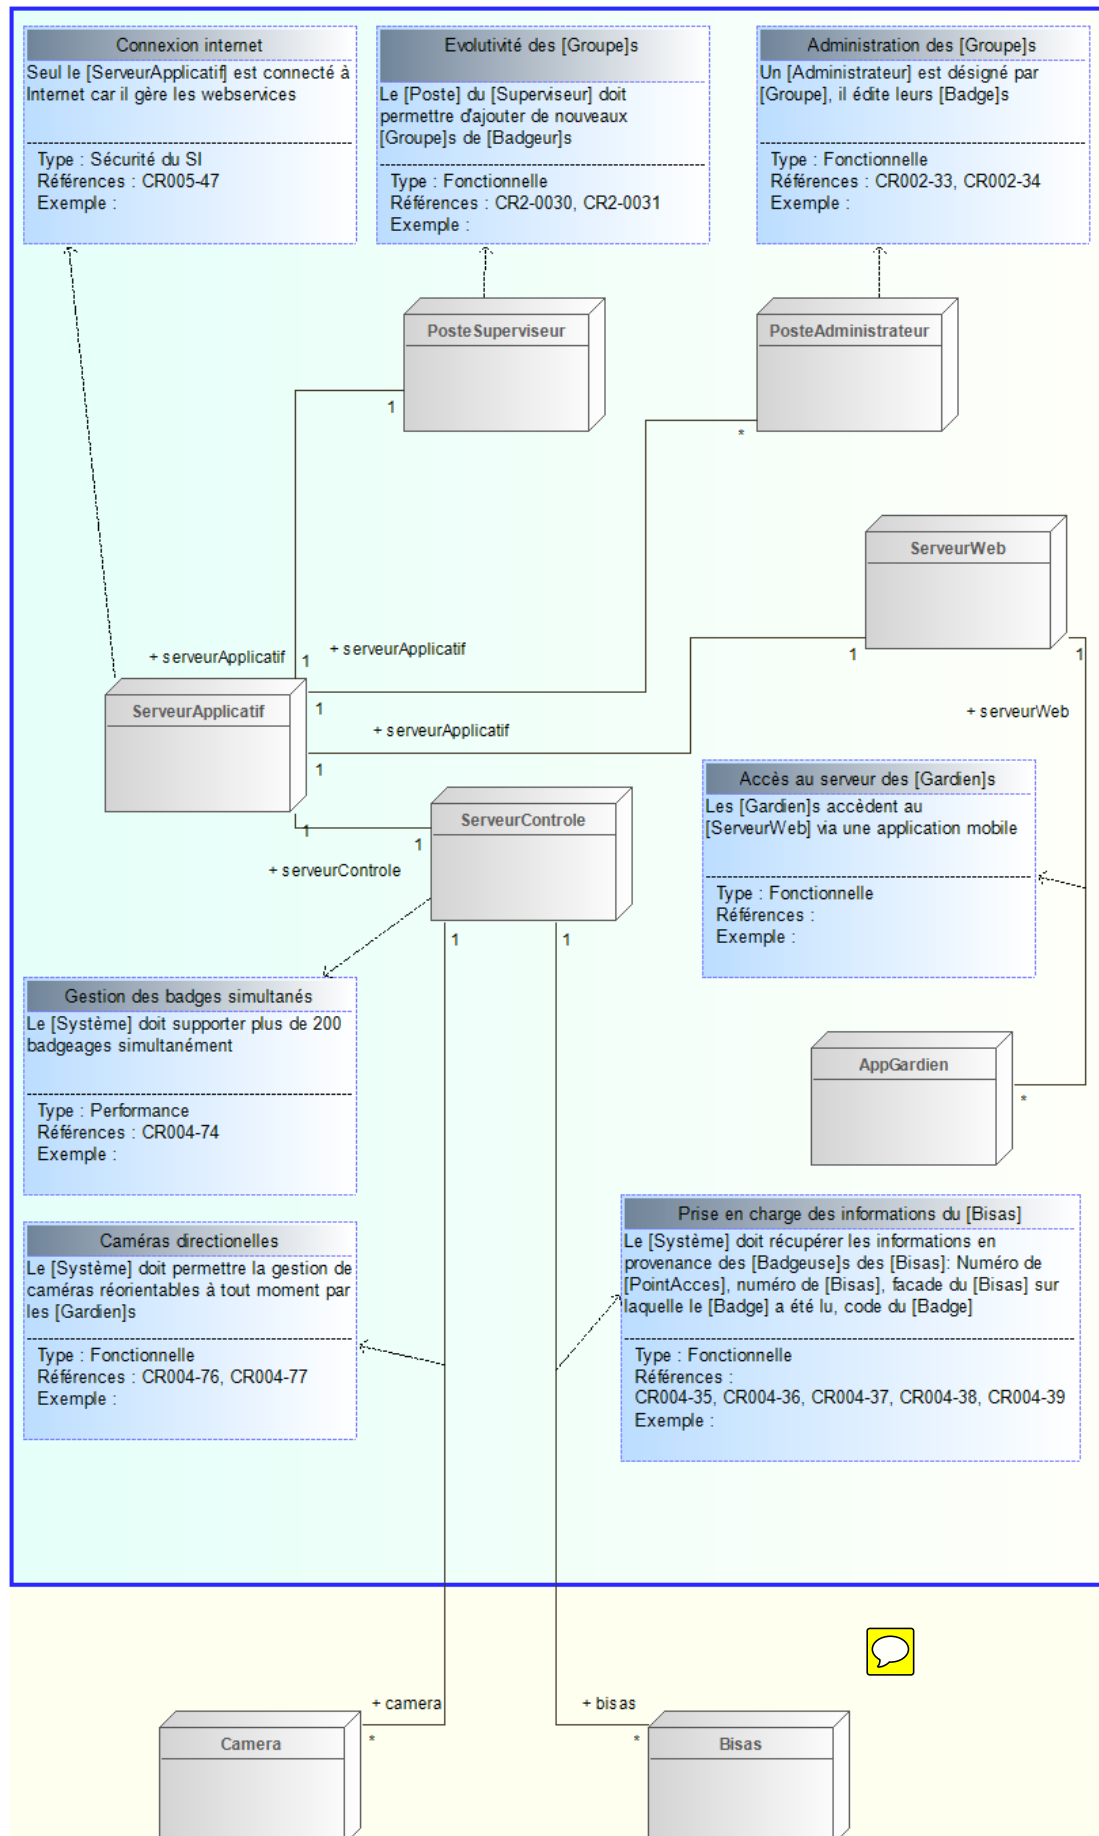 Connexion internet
Seul le [ServeurApplicatif] est connecté à
Internet car il gère les webservices
Type : Sécurité du SI
Références : CR005-47
Exemple :
Evolutivité des [Groupe]s
Le [Poste] du [Superviseur] doit
permettre d'ajouter de nouveaux
[Groupe]s de [Badgeur]s
Type : Fonctionnelle
Références : CR2-0030, CR2-0031
Exemple :
Administration des [Groupe]s
Un [Administrateur] est désigné par
[Groupe], il édite leurs [Badge]s
Type : Fonctionnelle
Références : CR002-33, CR002-34
Exemple :
PosteSuperviseur
1
PosteAdministrateur
*
ServeurWeb
1
1
+ serveurWeb
+ serveurApplicatif
1
+ serveurApplicatif
1
+ serveurApplicatif
1
ServeurApplicatif
1
1
+ serveurControle
ServeurControle
1
1
Accès au serveur des [Gardien]s
Les [Gardien]s accèdent au
[ServeurWeb] via une application mobile
Type : Fonctionnelle
Références :
Exemple :
Gestion des badges simultanés
Le [Système] doit supporter plus de 200
badgeages simultanément
Type : Performance
Références : CR004-74
Exemple :
AppGardien
*
Caméras directionelles
Le [Système] doit permettre la gestion de
caméras réorientables à tout moment par
les [Gardien]s
Type : Fonctionnelle
Références : CR004-76, CR004-77
Exemple :
Prise en charge des informations du [Bisas]
Le [Système] doit récupérer les informations en
provenance des [Badgeuse]s des [Bisas]: Numéro de
[PointAcces], numéro de [Bisas], facade du [Bisas] sur
laquelle le [Badge] a été lu, code du [Badge]
Type : Fonctionnelle
Références :
CR004-35, CR004-36, CR004-37, CR004-38, CR004-39
Exemple :
+ camera
*
Camera
+ bisas
*
Bisas